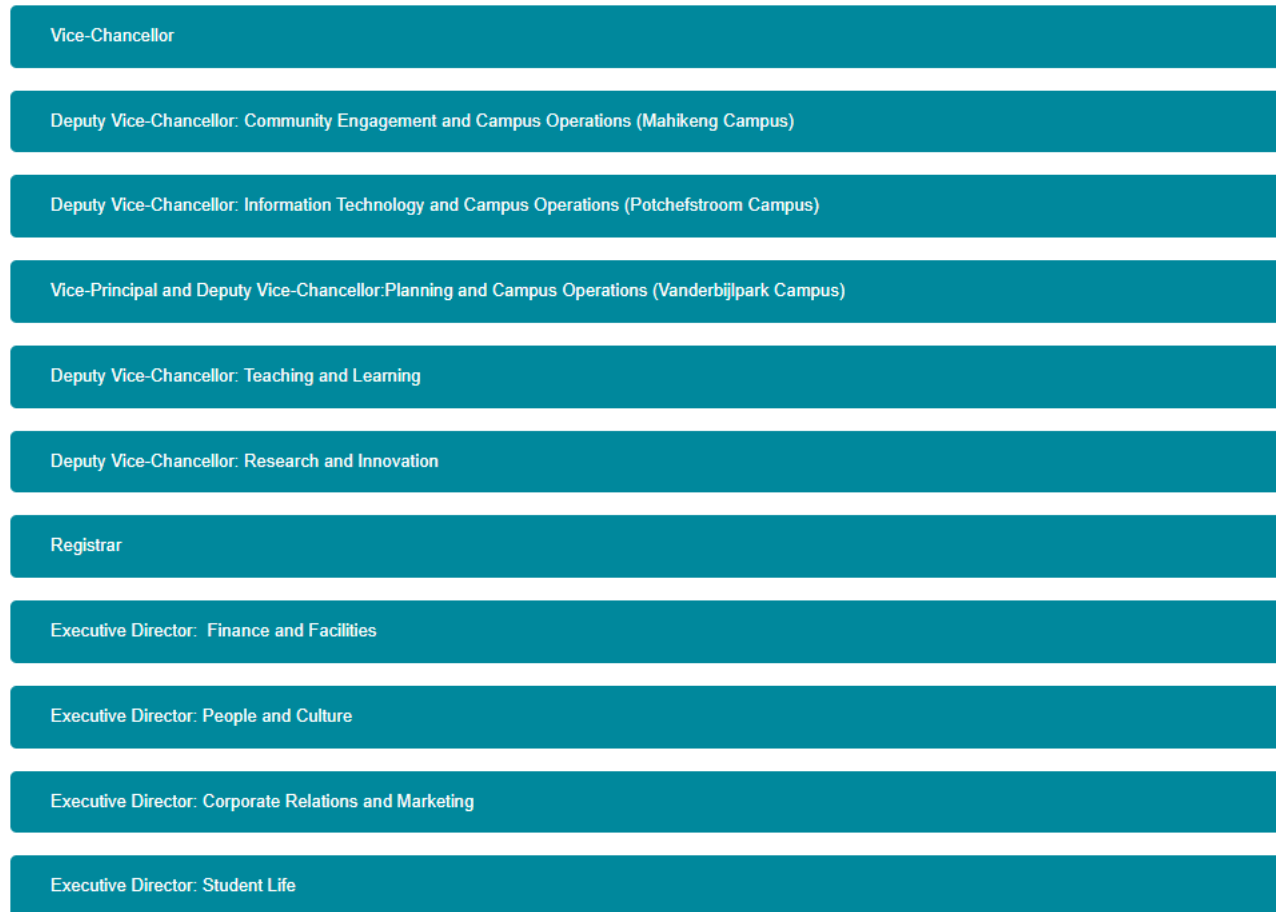 Vice-Chancellor
Deputy Vice-Chancellor: Community Engagement and Campus Operations (Mahikeng Campus)
Deputy Vice-Chancellor: Information Technology and Campus Operations (Potchefstroom Campus)
Vice-Principal and Deputy Vice-Chancellor:Planning and Campus Operations (Vanderbijlpark Campus)
Deputy Vice-Chancellor: Teaching and Learning
Deputy Vice-Chancellor: Research and Innovation
Registrar
Executive Director:  Finance and Facilities
Executive Director: People and Culture
Executive Director: Corporate Relations and Marketing
Executive Director: Student Life